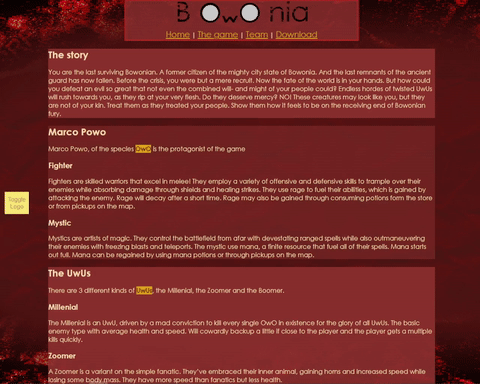 BOwOnia
Home | The game | Team | Download
The story
You are the last surviving Bowonian. A former citizen of the mighty city state of Bowonia. And the last remnants of the ancient
guard has now fallen. Before the crisis, you were but a mere recruit. Now the fate of the world is in your hands. But how could
you defeat an evil so great that not even the combined will- and might of your people could? Endless hordes of twisted UwUs
will rush towards you, as they rip at your very flesh. Do they deserve mercy? NO! These creatures may look like you, but they
are not of your kin. Treat them as they treated your people. Show them how it feels to be on the receiving end of Bowonian
fury.
Marco Powo
Marco Powo, of the species OwO is the protagonist of the game
Fighter
Fighters are skilled warriors that excel in melee! They employ a variety of offensive and defensive skills to trample over their
enemies while absorbing damage through shields and healing strikes. They use rage to fuel their abilities, which is gained by
attacking the enemy. Rage will decay after a short time. Rage may also be gained through consuming potions form the store
or from pickups on the map.
Toggle
Logo
Mystic
Mystics are artists of magic. They control the battlefield from afar with devestating ranged spells while also outmaneuvering
their enemies with freezing blasts and teleports. The mystic use mana, a finite resource that fuel all of their spells. Mana starts
out full. Mana can be regained by using mana potions or through pickups on the map.
The UwUs
There are 3 different kinds of UwUs the Millenial, the Zoomer and the Boomer.
Millenial
The Millenial is an UwU, driven by a mad conviction to kill every single OwO in existence for the glory of all UwUs. The basic
enemy type with average health and speed. Will cowardly backup a little if close to the player and the player gets a multiple
kills quickly.
Zoomer
A Zoomer is a variant on the simple fanatic. They've embraced their inner animal, gaining horns and increased speed while
losing some body mass. They have more speed than fanatics but less health.